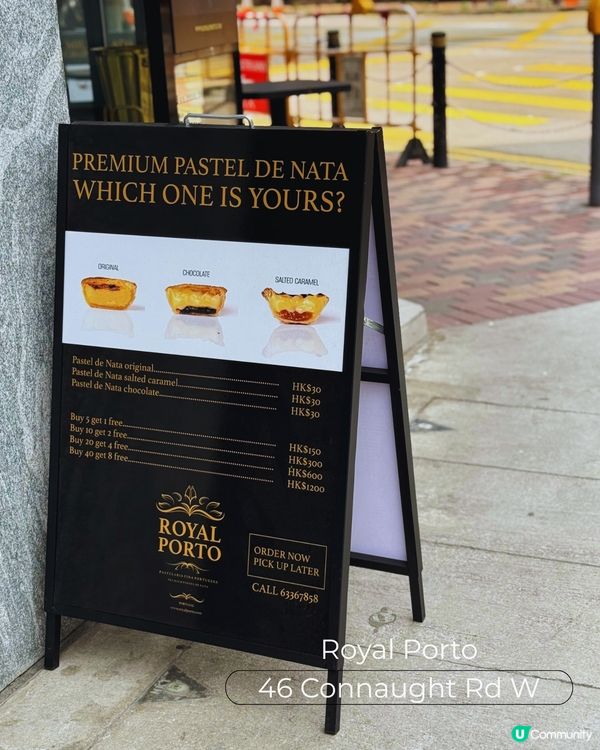 PREMIUM PASTEL DE NATA
WHICH ONE IS YOURS?
ORIGINAL
CHOCOLATE
SALTED CARAMEL
Pastel de Nata original HK$30
Pastel de Nata salted caramel HK$30
Pastel de Nata chocolate HK$30
Buy 5 get 1 free HK$150
Buy 10 get 2 free HK$300
Buy 20 get 4 free HK$600
Buy 40 get 8 free HK$1200
ROYAL
PORTO
PASTELARIA FINA PORTUGUESA
ORDER NOW
PICK UP LATER
CALL 63367858
Royal Porto
46 Connaught Rd W
U Community